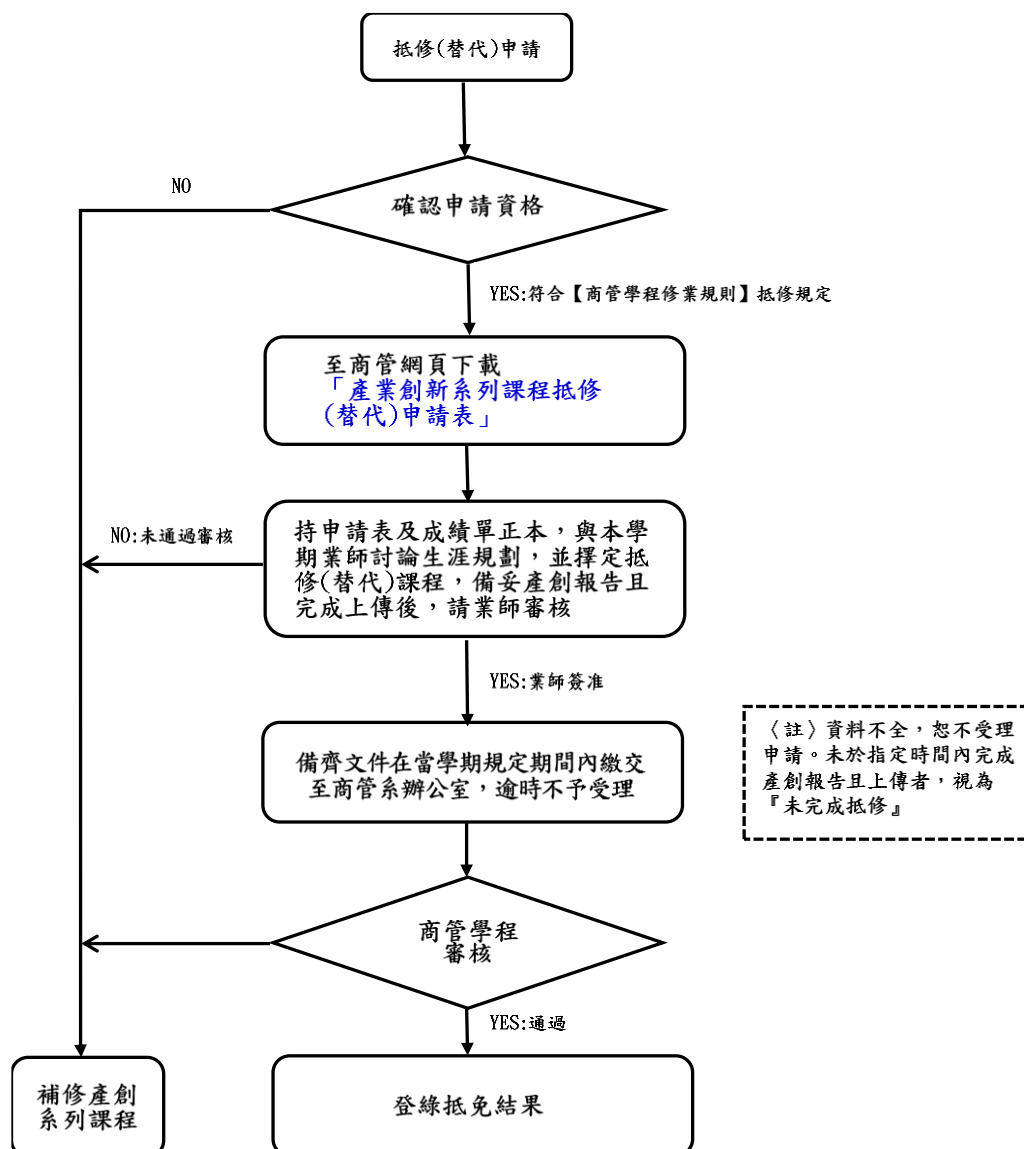 抵修(替代)申請
確認申請資格
NO
YES:符合【商管學程修業規則】抵修規定
至商管網頁下載
「產業創新系列課程抵修
(替代)申請表」
持申請表及成績單正本，與本學
期業師討論生涯規劃，並擇定抵
修(替代)課程，備妥產創報告且
完成上傳後，請業師審核
NO:未通過審核
YES:業師簽准
備齊文件在當學期規定期間內繳交
至商管系辦公室，逾時不予受理
〈註〉資料不全，恕不受理
申請。未於指定時間內完成
產創報告且上傳者，視為
『未完成抵修』
商管學程
審核
YES:通過
補修產創
系列課程
登錄抵免結果